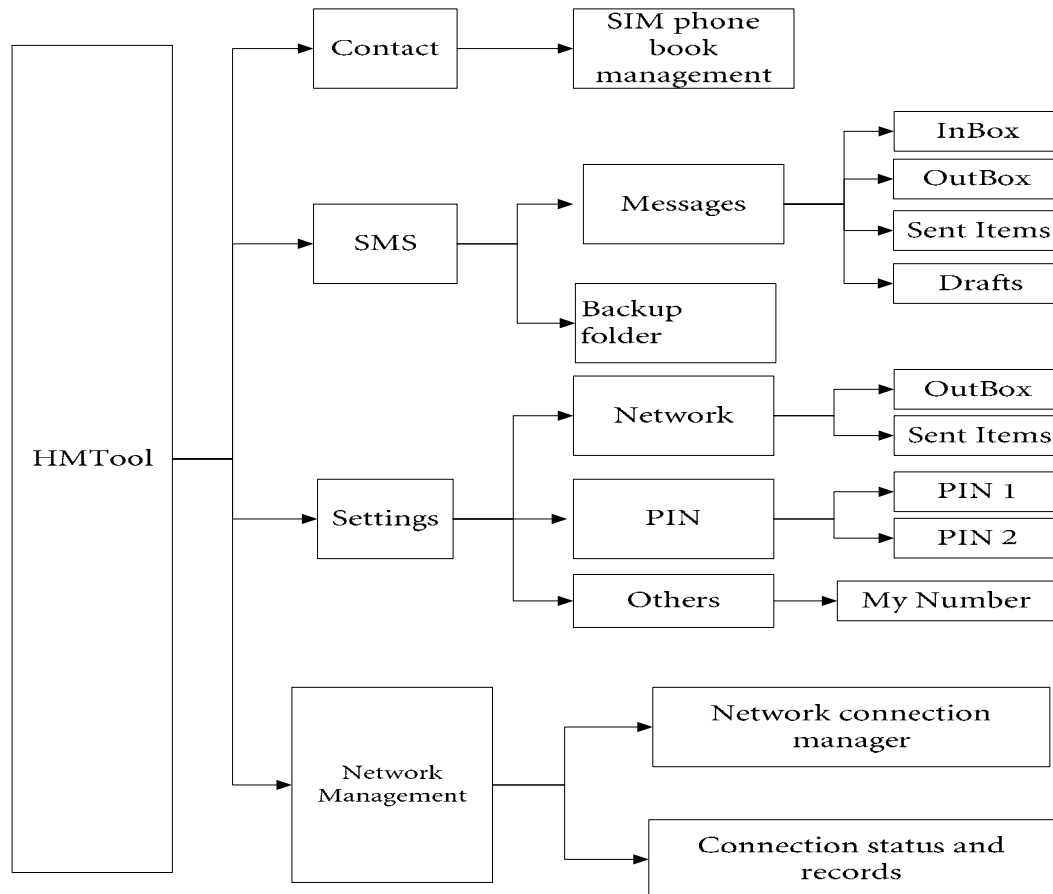 HMTool
Contact
SIM phone
book
management
SMS
Messages
InBox
OutBox
Sent Items
Drafts
Backup
folder
Settings
Network
OutBox
Sent Items
PIN
PIN 1
PIN 2
Others
My Number
Network
Management
Network connection
manager
Connection status and
records